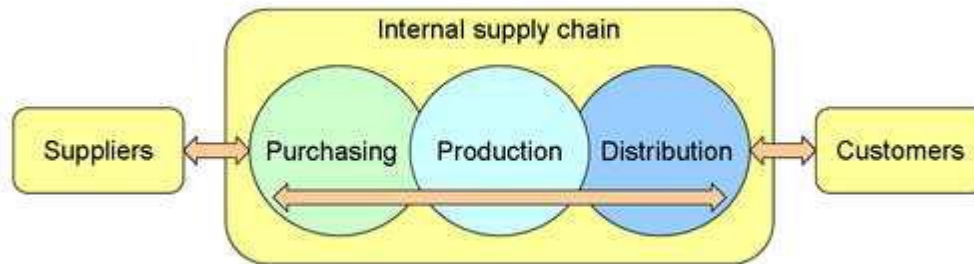 Internal supply chain
Suppliers
Purchasing
Production
Distribution
Customers